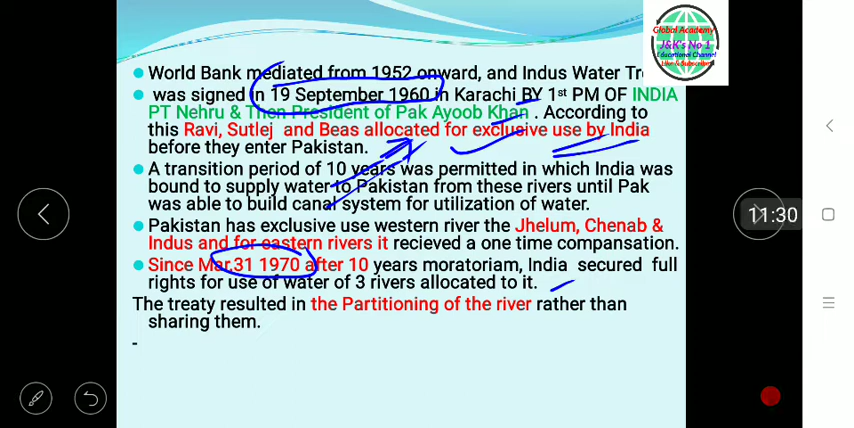 Global Academy
J&K's No 1
Educational Channel
Like & Subscribe
World Bank mediated from 1952 onward, and Indus Water Tr
was signed in 19 September 1960 in Karachi BY 1st PM OF INDIA
PT Nehru & Then President of Pak Ayoob Khan . According to
this Ravi, Sutlej and Beas allocated for exclusive use by India
before they enter Pakistan.
A transition period of 10 years was permitted in which India was
bound to supply water to Pakistan from these rivers until Pak
was able to build canal system for utilization of water.
11:30
Pakistan has exclusive use western river the Jhelum, Chenab &
Indus and for eastern rivers it recieved a one time compansation.
Since Mar,31 1970 after 10 years moratoriam, India secured full
rights for use of water of 3 rivers allocated to it.
The treaty resulted in the Partitioning of the river rather than
sharing them.
-